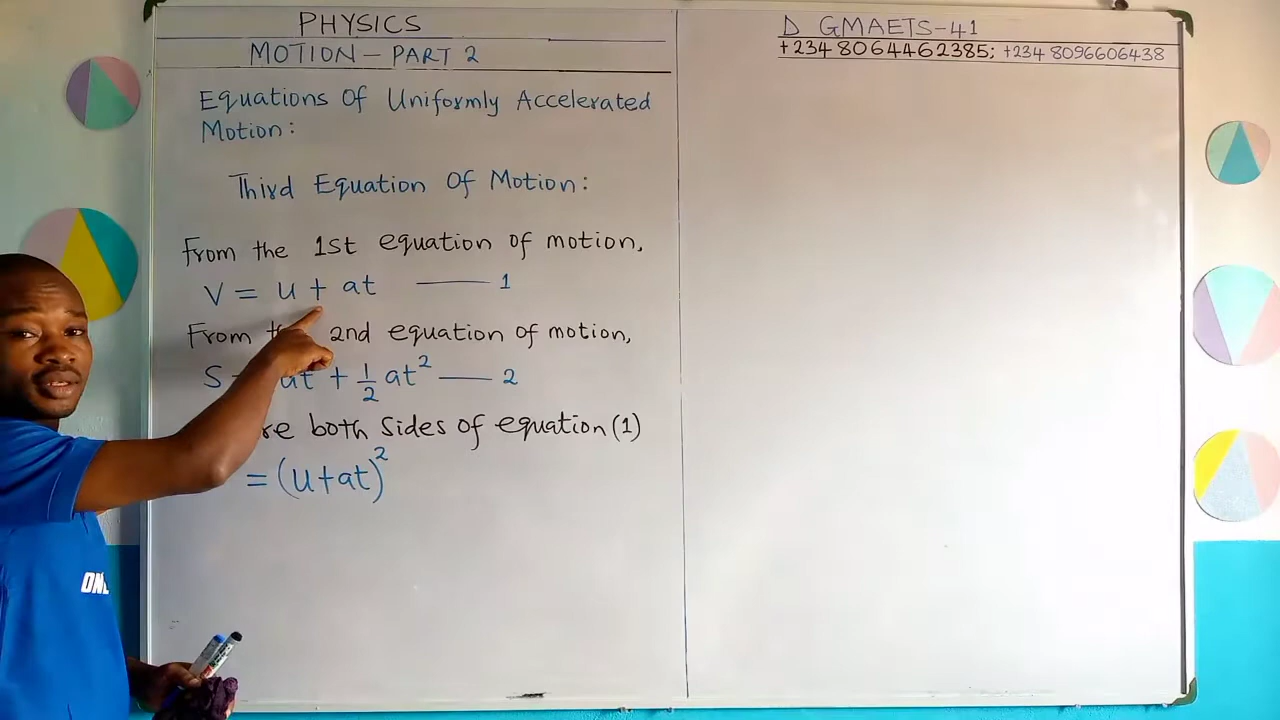 PHYSICS
MOTION – PART 2
Equations Of Uniformly Accelerated
Motion:
Third Equation Of Motion:
From the 1st equation of motion,
V = u + at —— 1
From 2nd equation of motion,
S ut + 1/2 at² —— 2
both sides of equation (1)
= (u+at)²
D GMAETS-41
+234 8064462385; +234 8096606438